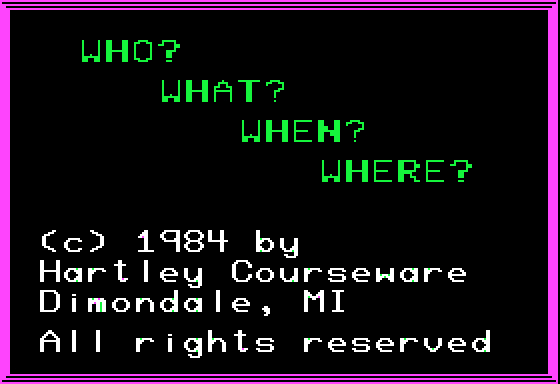 WHO?
WHAT?
WHEN?
WHERE?
(c) 1984 by
Hartley Courseware
Dimondale, MI
All rights reserved